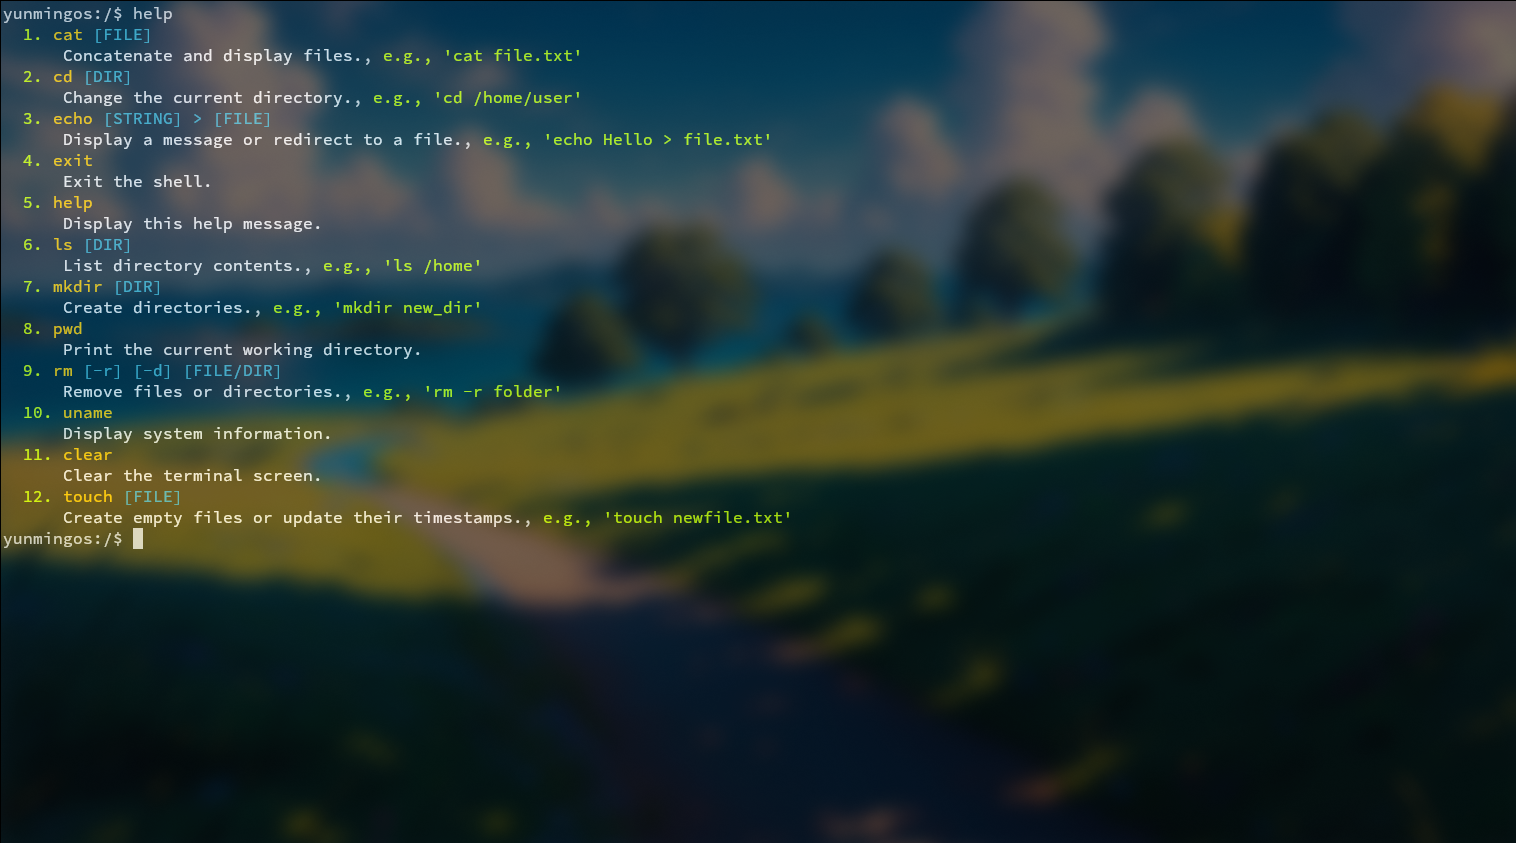 yunmingos:/$ help
1. cat [FILE]
Concatenate and display files., e.g., 'cat file.txt'
2. cd [DIR]
Change the current directory., e.g., 'cd /home/user'
3. echo [STRING] > [FILE]
Display a message or redirect to a file., e.g., 'echo Hello > file.txt'
4. exit
Exit the shell.
5. help
Display this help message.
6. ls [DIR]
List directory contents., e.g., 'ls /home'
7. mkdir [DIR]
Create directories., e.g., 'mkdir new_dir'
8. pwd
Print the current working directory.
9. rm [-r] [-d] [FILE/DIR]
Remove files or directories., e.g., 'rm -r folder'
10. uname
Display system information.
11. clear
Clear the terminal screen.
12. touch [FILE]
Create empty files or update their timestamps., e.g., 'touch newfile.txt'
yunmingos:/$